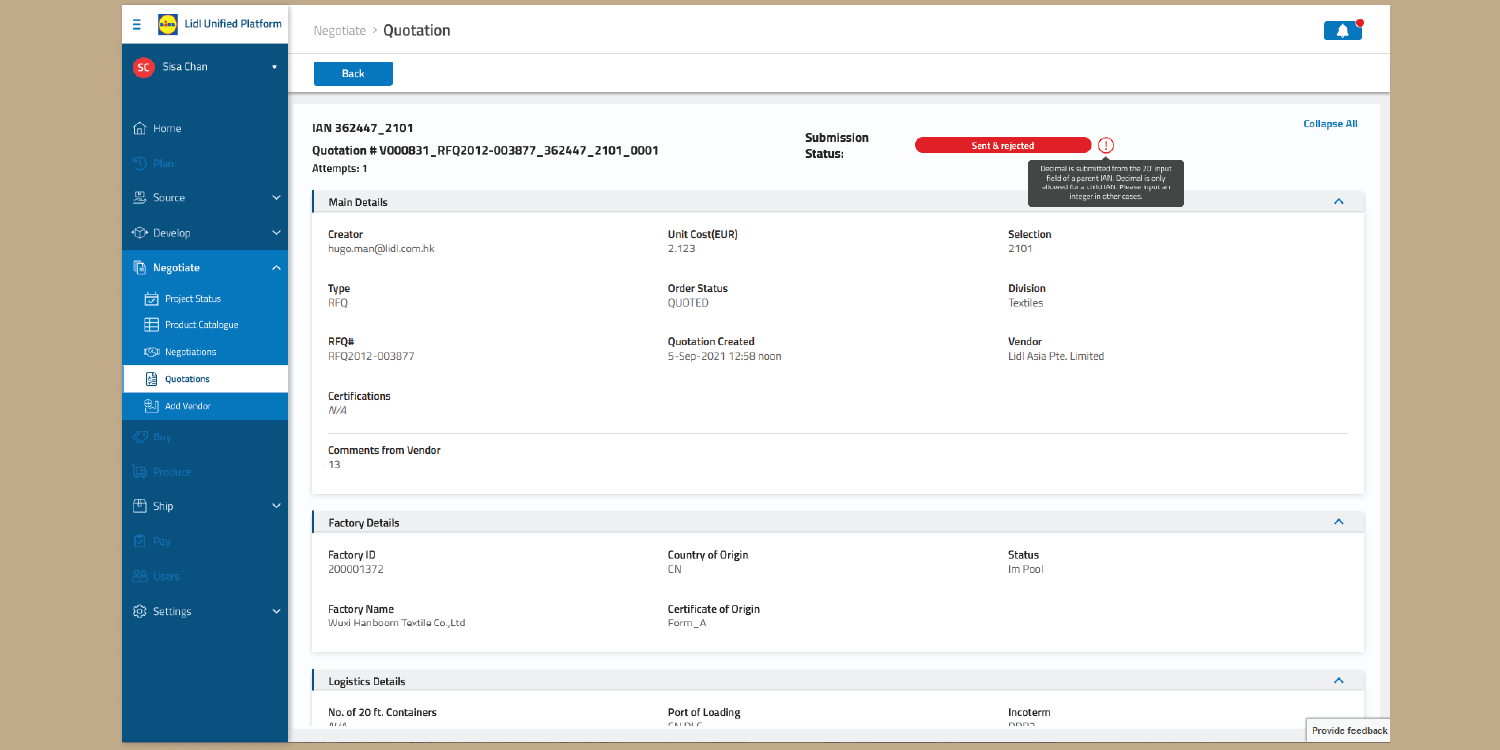 Lidl Unified Platform
Negotiate > Quotation
SC Sisa Chan
Back
Home
Plan
Source
Develop
Negotiate
Project Status
Product Catalogue
Negotiations
Quotations
Add Vendor
Buy
Produce
Ship
Pay
Users
Settings
Collapse All
IAN 362447_2101
Quotation # V000831_RFQ2012-003877_362447_2101_0001
Attempts: 1
Submission
Status:
Sent & rejected
Decimal is submitted from the 20' input
field of a parent IAN. Decimal is only
allowed for a child IAN. Please input an
integer in other cases.
Main Details
Creator
hugo.man@lidl.com.hk
Unit Cost(EUR)
2.123
Selection
2101
Type
RFQ
Order Status
QUOTED
Division
Textiles
RFQ#
RFQ2012-003877
Quotation Created
5-Sep-2021 12:58 noon
Vendor
Lidl Asia Pte. Limited
Certifications
N/A
Comments from Vendor
13
Factory Details
Factory ID
200001372
Country of Origin
CN
Status
Im Pool
Factory Name
Wuxi Hanboom Textile Co.,Ltd
Certificate of Origin
Form_A
Logistics Details
No. of 20 ft. Containers
N/A
Port of Loading
Incoterm
Provide feedback